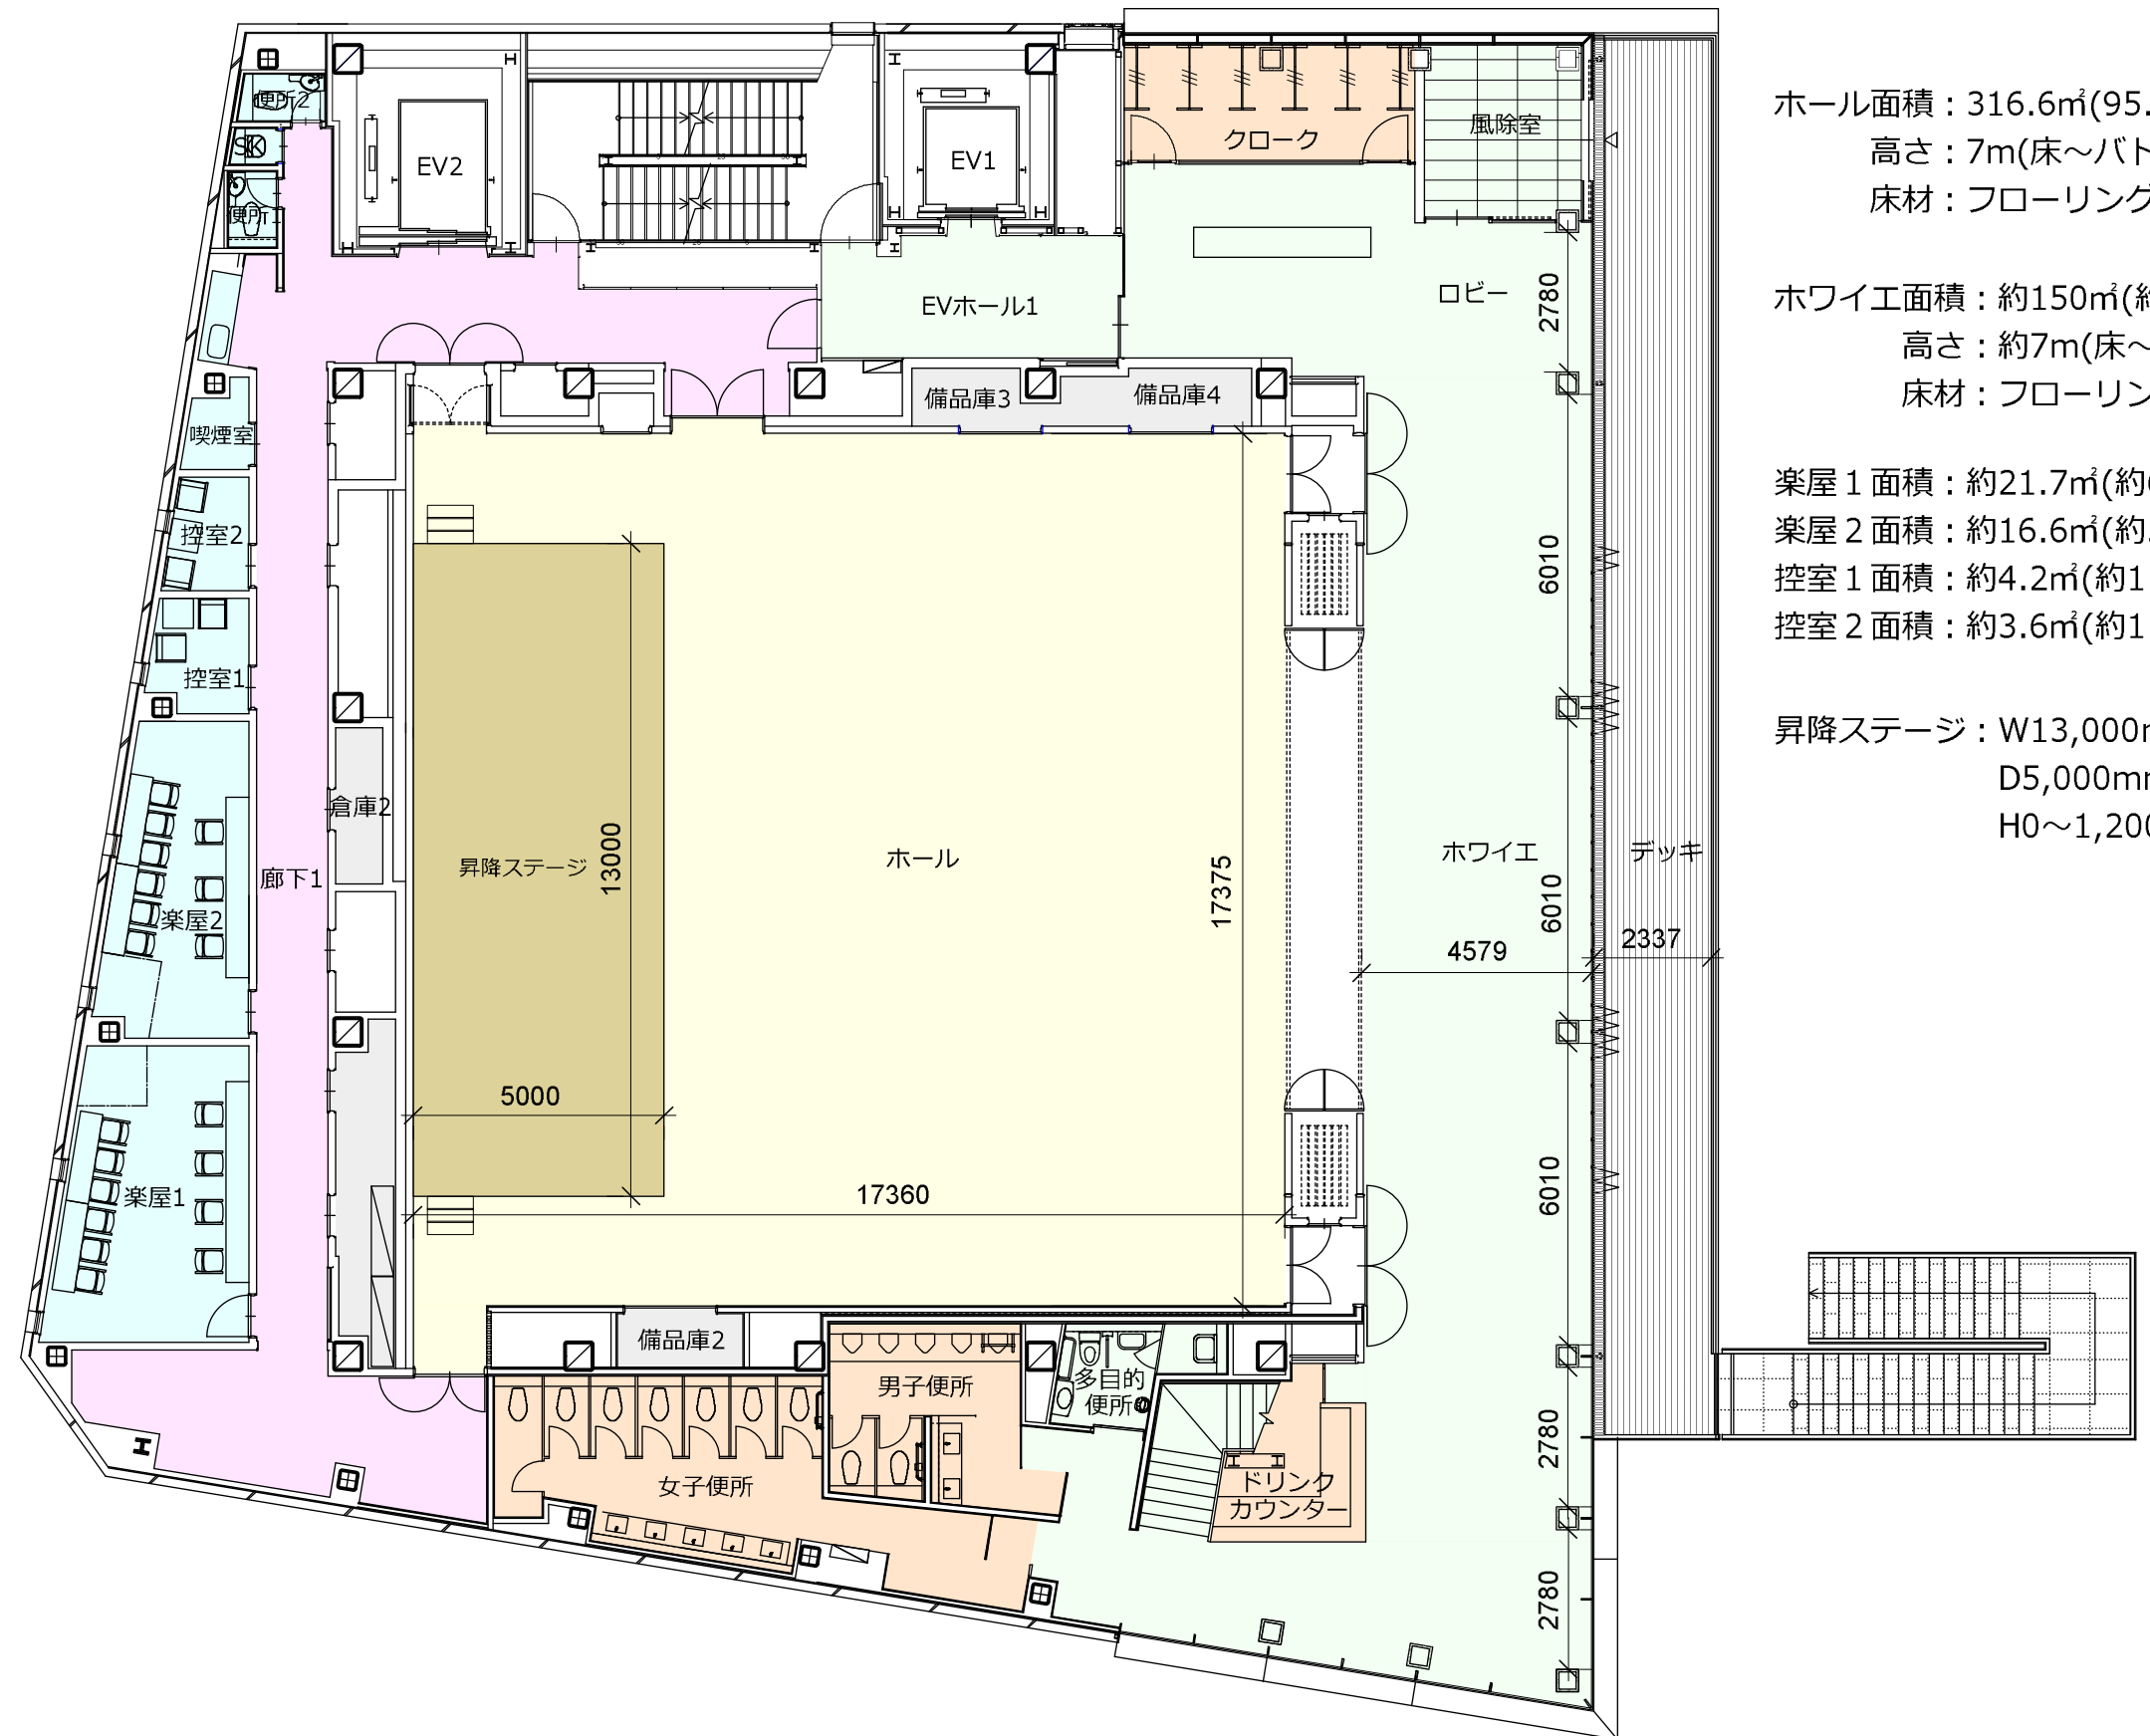 ホール面積：316.6㎡(95.
高さ：7m(床～バト
床材：フローリング
ホワイエ面積：約150㎡(約
高さ：約7m(床～
床材：フローリン
楽屋１面積：約21.7㎡(約6
楽屋２面積：約16.6㎡(約
控室１面積：約4.2㎡(約1
控室２面積：約3.6㎡(約1
昇降ステージ：W13,000m
D5,000mm
H0～1,200
便所2
SK
便所1
EV2
EV1
クローク
風除室
EVホール1
ロビー
2780
備品庫3
備品庫4
喫煙室
控室2
控室1
6010
倉庫2
廊下1
楽屋2
楽屋1
昇降ステージ
13000
5000
ホール
17375
17360
ホワイエ
デッキ
6010
4579
2337
6010
備品庫2
男子便所
多目的
便所
女子便所
ドリンク
カウンター
2780
2780